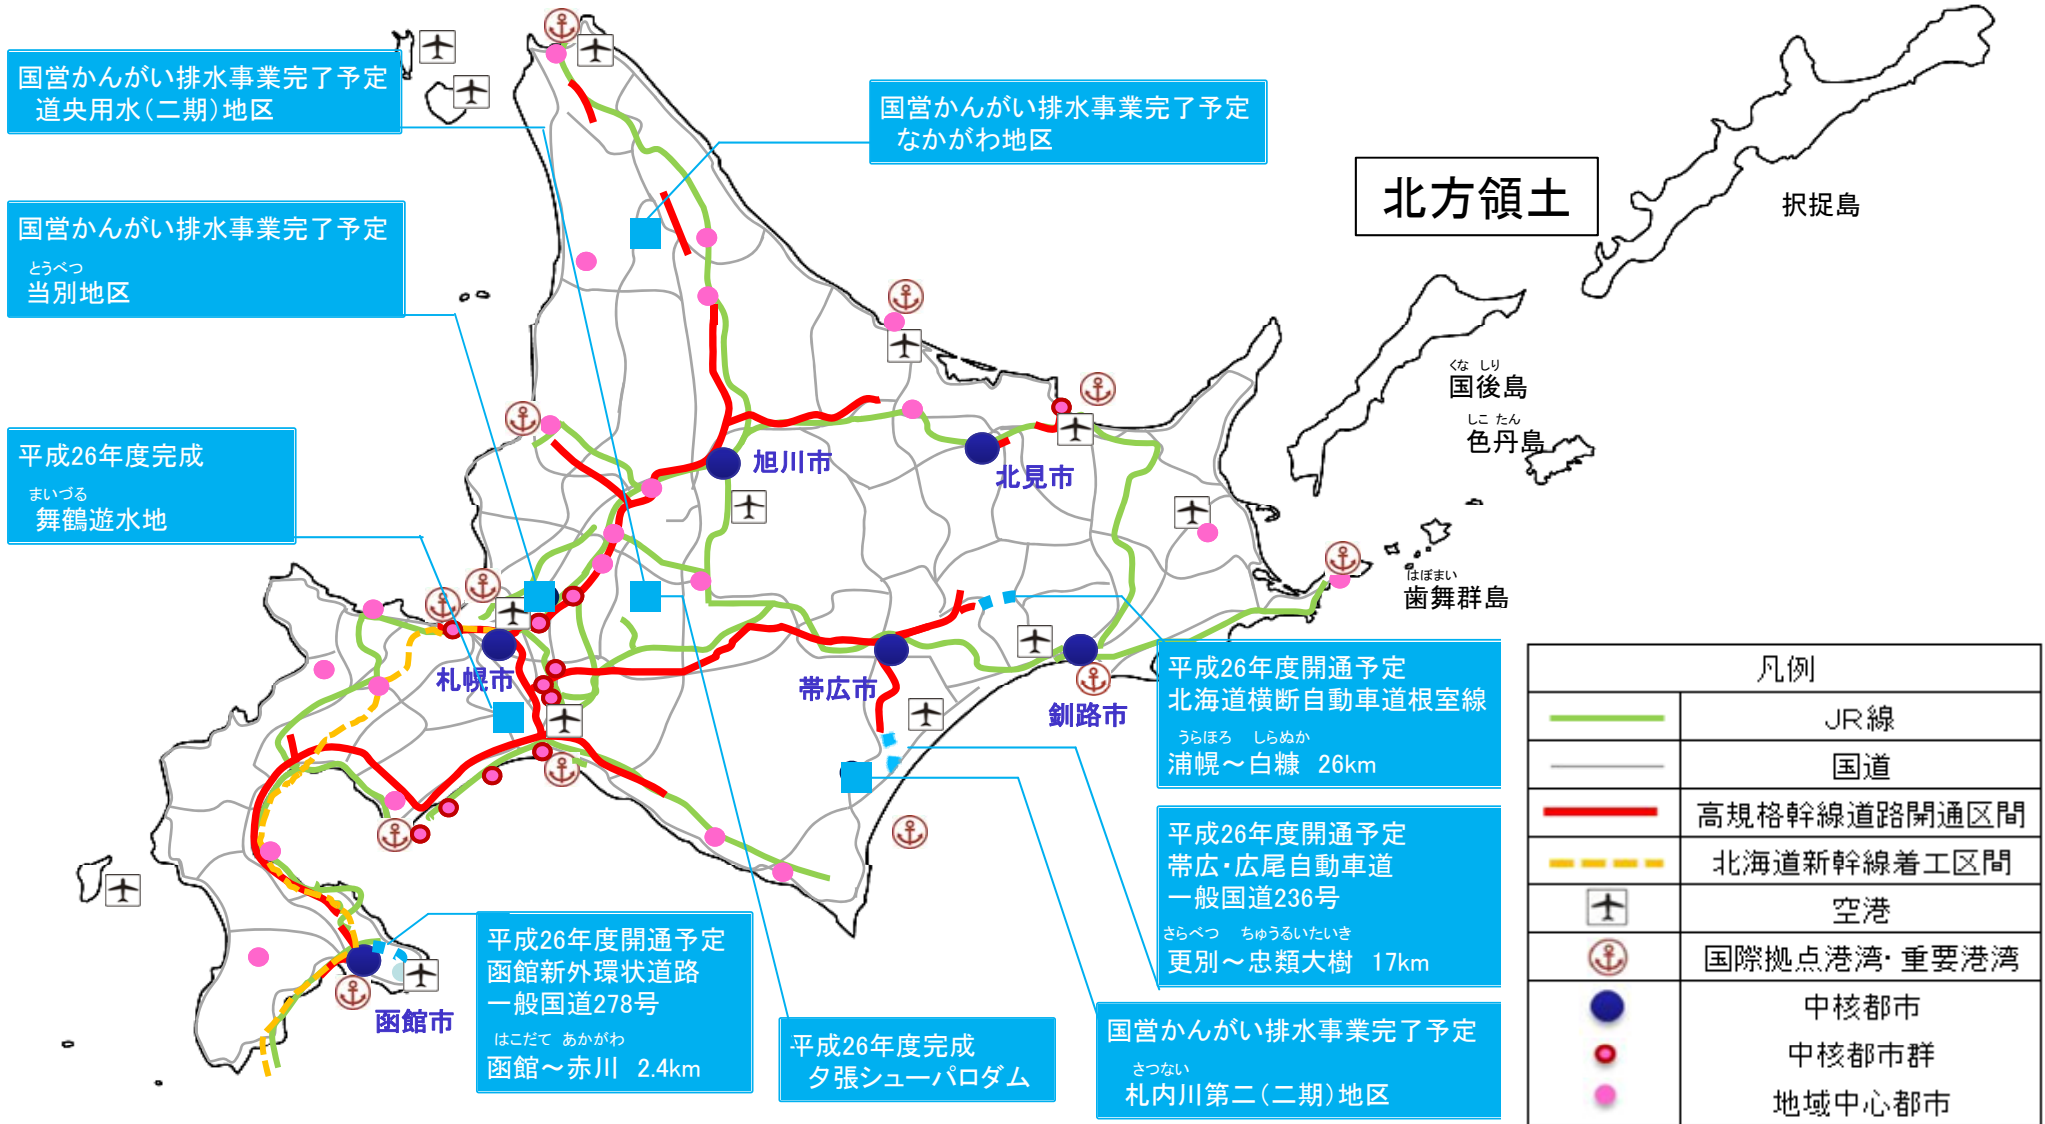 国営かんがい排水事業完了予定
道央用水(二期)地区
国営かんがい排水事業完了予定
なかがわ地区
北方領土
択捉島
国営かんがい排水事業完了予定
とうべつ
当別地区
くな しり
国後島
しこ たん
色丹島
平成26年度完成
まいづる
舞鶴遊水地
旭川市
北見市
はぼまい
歯舞群島
札幌市
帯広市
釧路市
函館市
平成26年度開通予定
北海道横断自動車道根室線
うらほろ しらぬか
浦幌~白糠 26km
平成26年度開通予定
帯広・広尾自動車道
一般国道236号
さらべつ ちゅうるいたいき
更別~忠類大樹 17km
平成26年度開通予定
函館新外環状道路
一般国道278号
はこだて あかがわ
函館~赤川 2.4km
平成26年度完成
夕張シューパロダム
国営かんがい排水事業完了予定
さつない
札内川第二(二期)地区
凡例
JR線
国道
高規格幹線道路開通区間
北海道新幹線着工区間
空港
国際拠点港湾・重要港湾
中核都市
中核都市群
地域中心都市